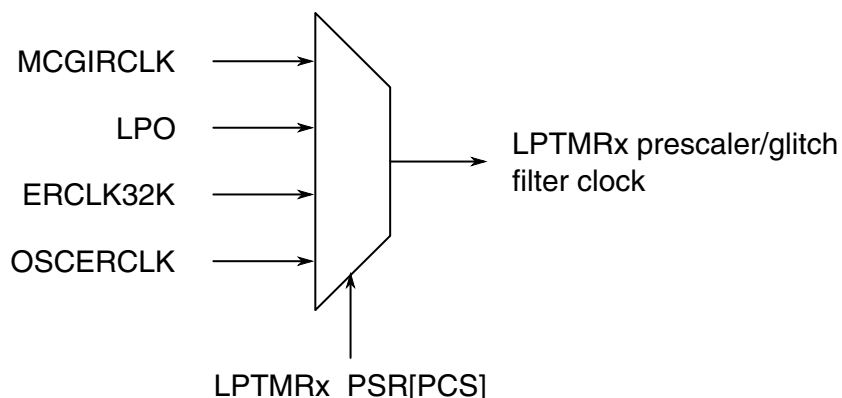 MCGIRCLK
LPO
ERCLK32K
OSCERCLK
LPTMRx prescaler/glitch
filter clock
LPTMRx_PSR[PCS]